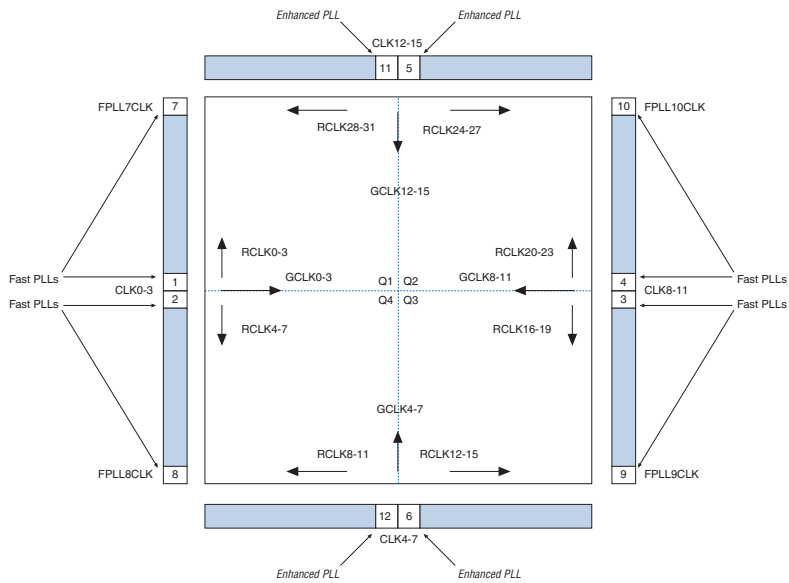 Enhanced PLL
Enhanced PLL
CLK12-15
11
5
FPLL7CLK
7
10
FPLL10CLK
RCLK28-31
RCLK24-27
GCLK12-15
RCLK0-3
RCLK20-23
Fast PLLs
1
GCLK0-3
Q1
Q2
GCLK8-11
4
Fast PLLs
CLK0-3
CLK8-11
Fast PLLs
2
Q4
Q3
3
Fast PLLs
RCLK4-7
RCLK16-19
GCLK4-7
RCLK8-11
RCLK12-15
FPLL8CLK
8
9
FPLL9CLK
12
6
CLK4-7
Enhanced PLL
Enhanced PLL